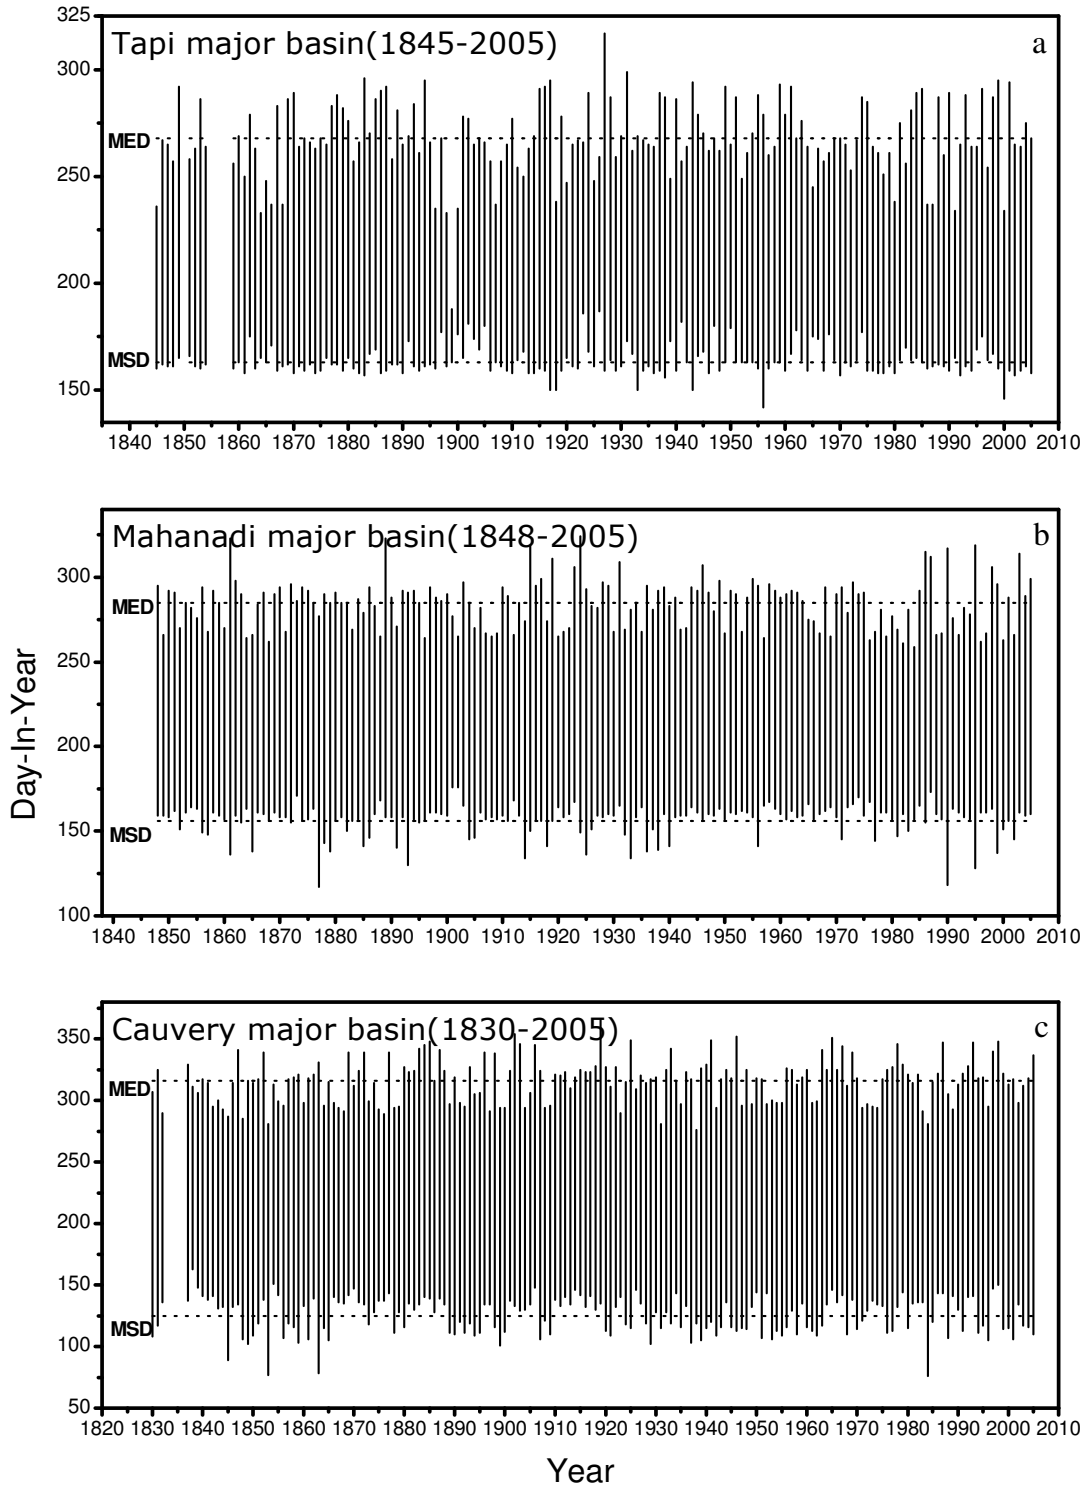 325
Tapi major basin(1845-2005)
a
300
MED
250
200
MSD
150
1840 1850 1860 1870 1880 1890 1900 1910 1920 1930 1940 1950 1960 1970 1980 1990 2000 2010
Mahanadi major basin(1848-2005)
b
300
MED
250
200
Day-In-Year
150
MSD
100
1840 1850 1860 1870 1880 1890 1900 1910 1920 1930 1940 1950 1960 1970 1980 1990 2000 2010
Cauvery major basin(1830-2005)
c
350
MED
300
250
200
150
MSD
100
50
1820 1830 1840 1850 1860 1870 1880 1890 1900 1910 1920 1930 1940 1950 1960 1970 1980 1990 2000 2010
Year